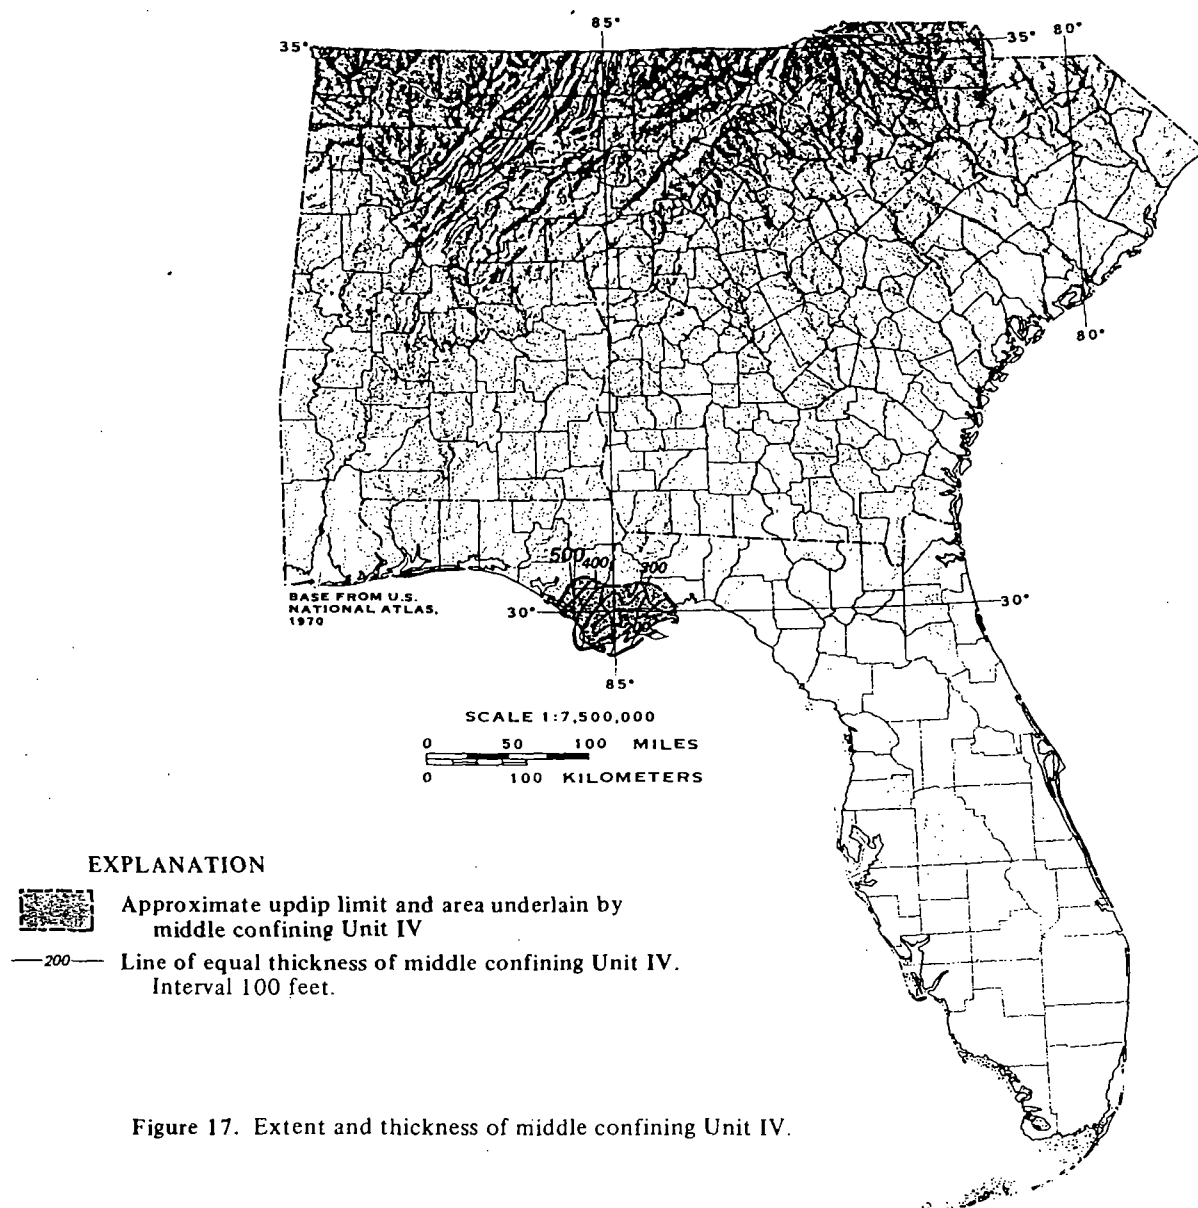 85°
35°
35°
80°
80°
500
400
300
200
BASE FROM U.S.
NATIONAL ATLAS,
1970
30°
30°
85°
SCALE 1:7,500,000
0 50 100 MILES
0 100 KILOMETERS
EXPLANATION
Approximate updip limit and area underlain by
middle confining Unit IV
200 Line of equal thickness of middle confining Unit IV.
Interval 100 feet.
Figure 17. Extent and thickness of middle confining Unit IV.